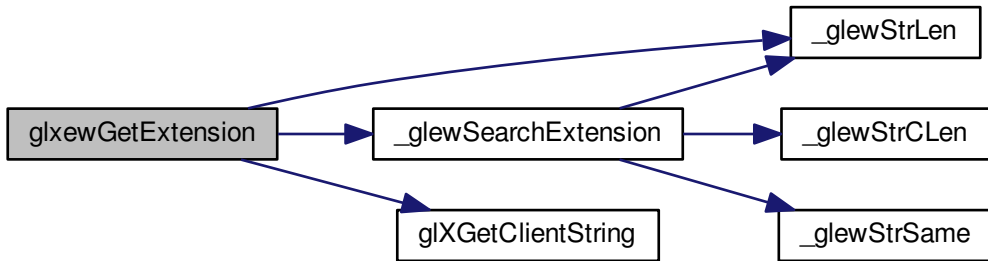 glxewGetExtension
_glewSearchExtension
glXGetClientString
_glewStrLen
_glewStrCLen
_glewStrSame